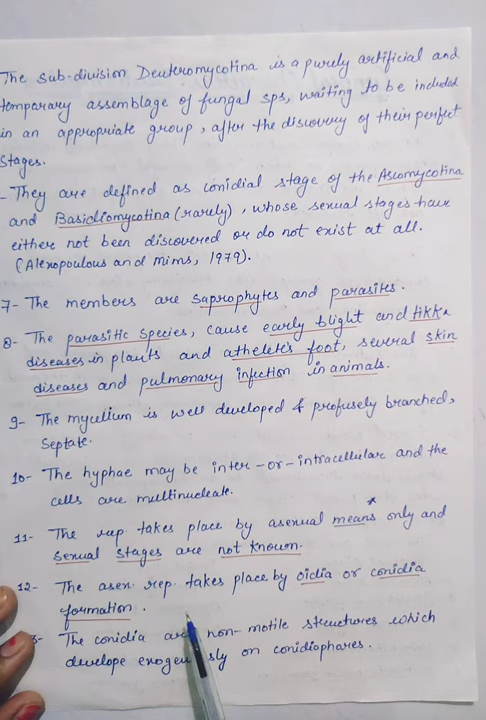 The sub-division Deuteromycotina is a purely artificial and
temparary assemblage of fungal sps, waiting to be included
in an appropriate group, after the discovery of their perfect
stages.
- They are defined as conidial stage of the Ascomycotina
and Basidiomycotina (rarely), whose sexual stages have
either not been discovered or do not exist at all.
(Alexopoulous and mims, 1979).
7- The members are saprophytes and parasites.
8- The parasitic species, cause early blight and tikka
diseases in plants and athelete's foot, several skin
diseases and pulmonary infection in animals.
9- The mycelium is well developed & profusely branched,
septate.
10- The hyphae may be inter-or-intracellular and the
cells are multinucleate.
11- The rep. takes place by asexual means* only and
sexual stages are not known.
12- The asex. rep. takes place by oidia or conidia
formation.
3- The conidia are non-motile structures which
develope exogen sly on conidiophores.